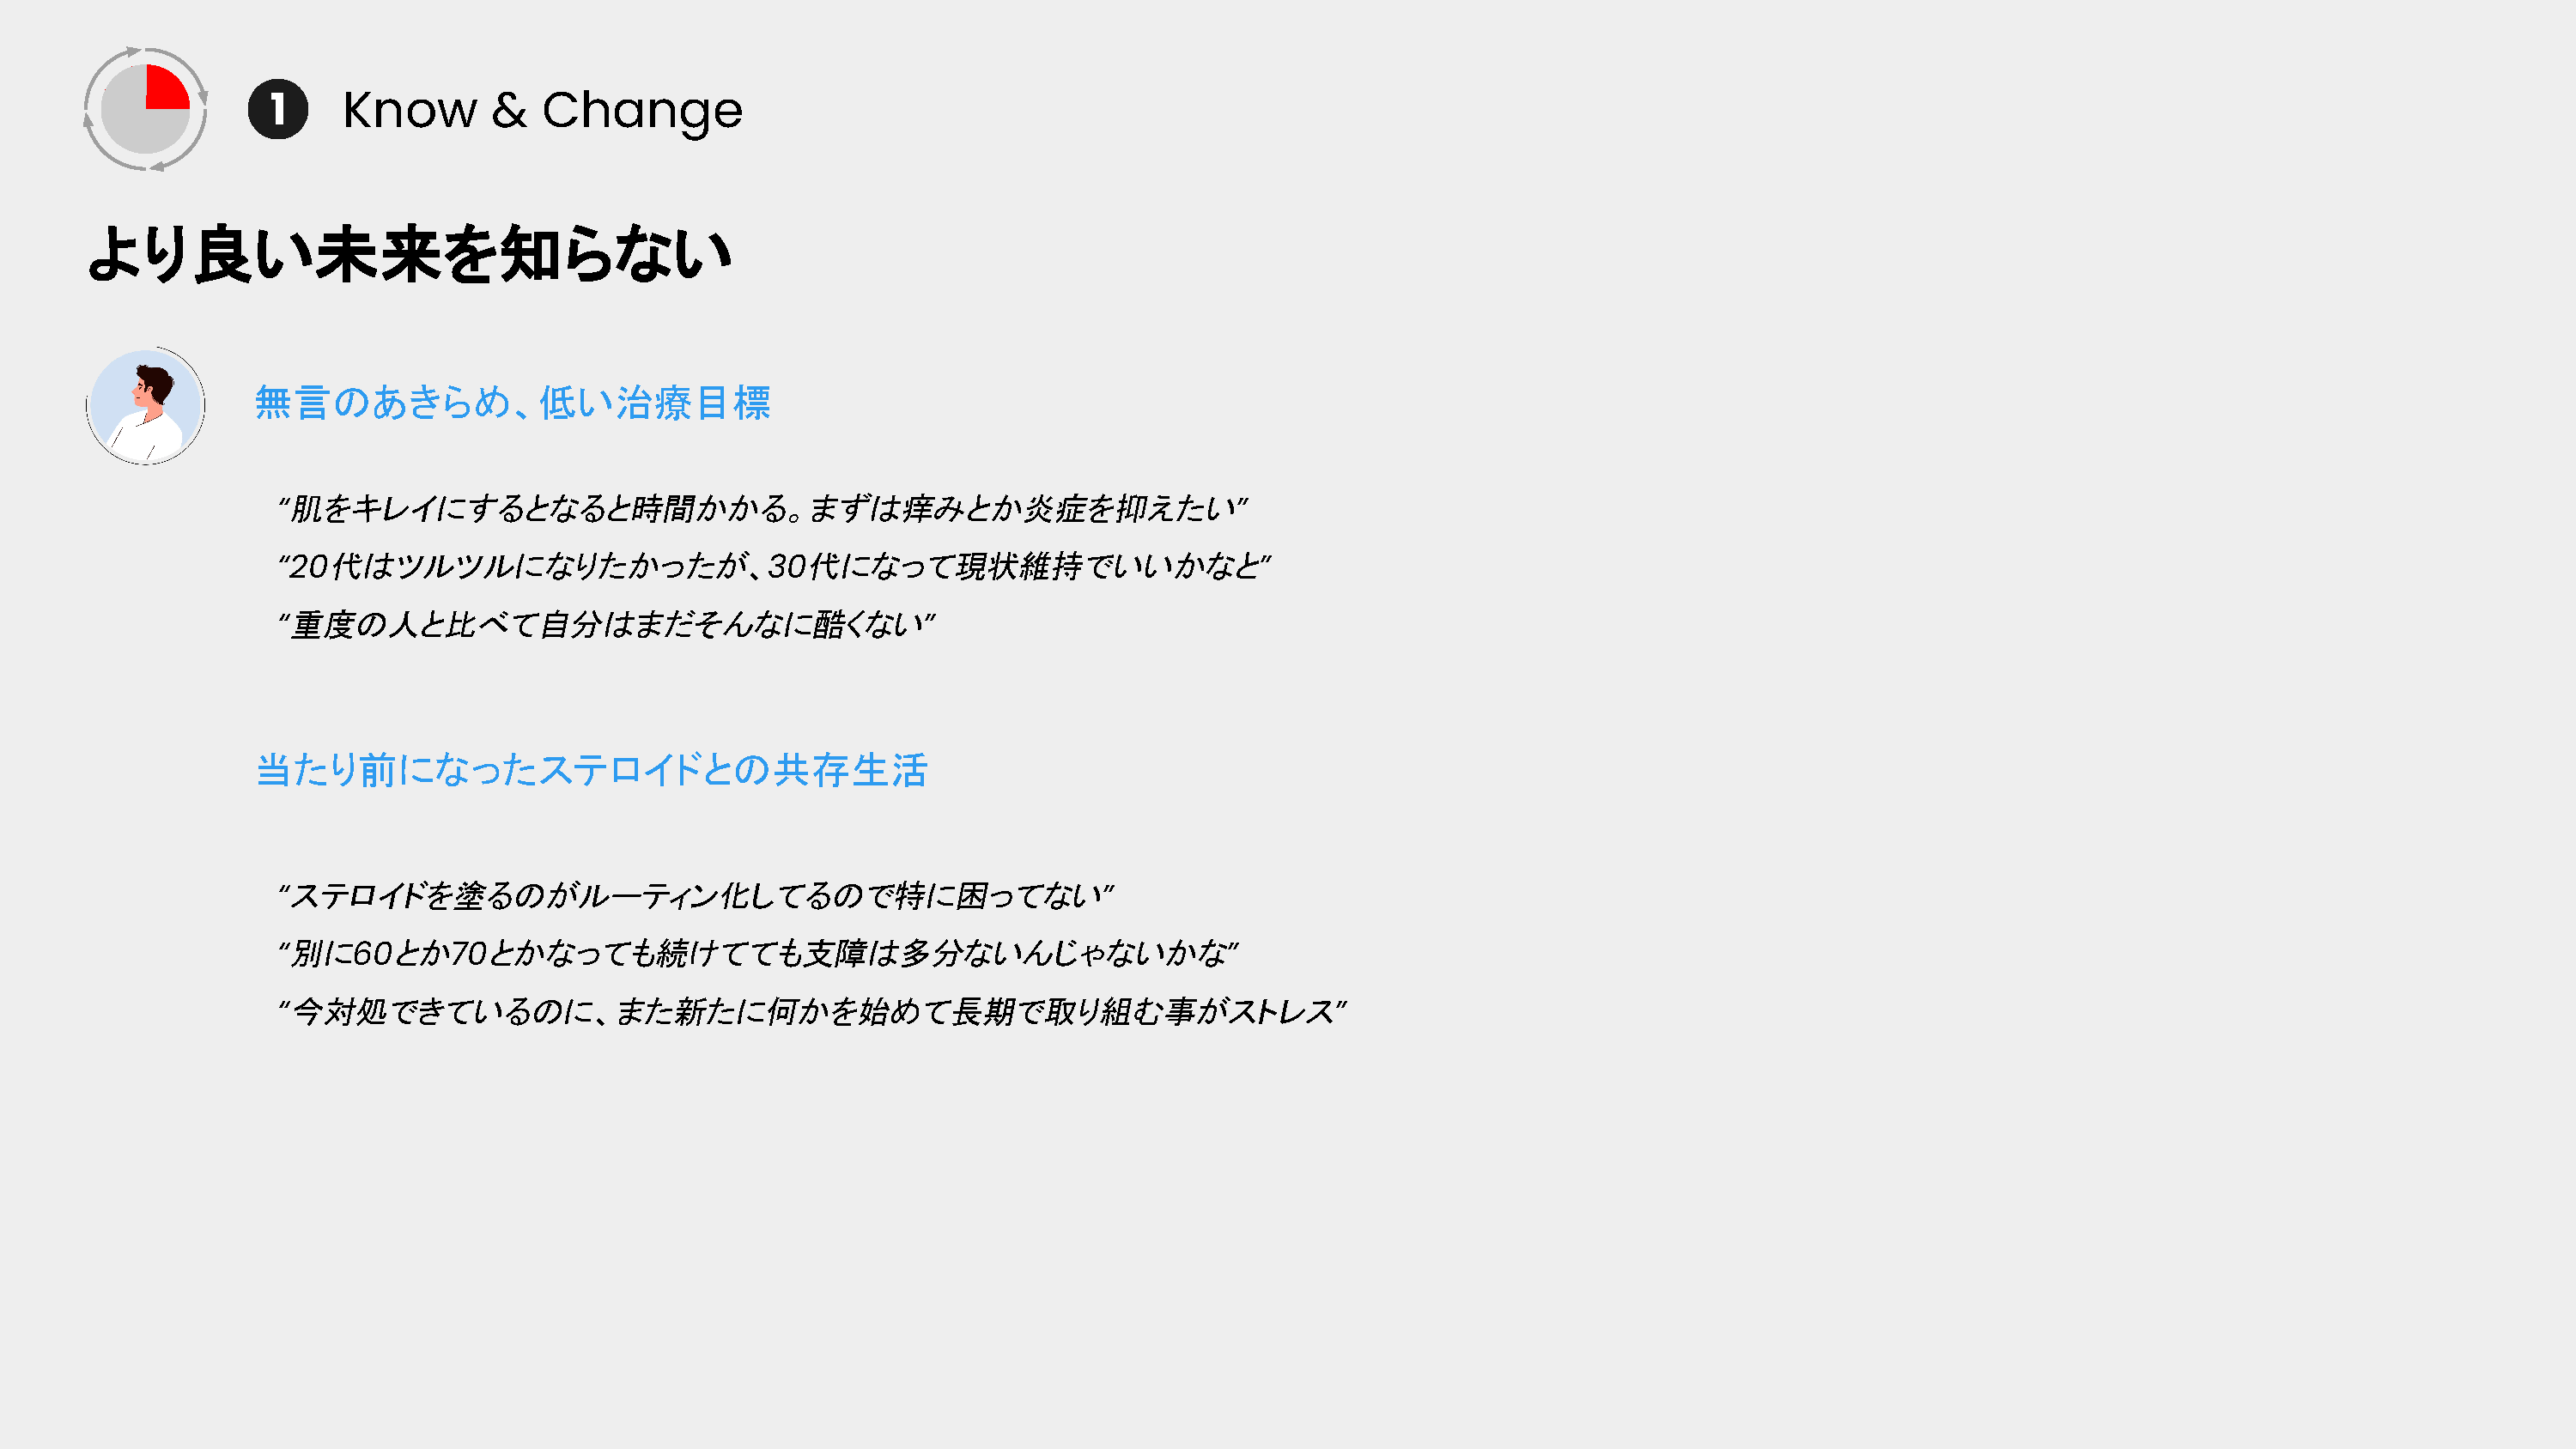 1 Know & Change
より良い未来を知らない
無言のあきらめ、低い治療目標
“肌をキレイにするとなると時間かかる。まずは痒みとか炎症を抑えたい”
“20代はツルツルになりたかったが、30代になって現状維持でいいかなと”
“重度の人と比べて自分はまだそんなに酷くない”
当たり前になったステロイドとの共存生活
“ステロイドを塗るのがルーティン化してるので特に困ってない”
“別に60とか70とかなっても続けてても支障は多分ないんじゃないかな”
“今対処できているのに、また新たに何かを始めて長期で取り組む事がストレス”